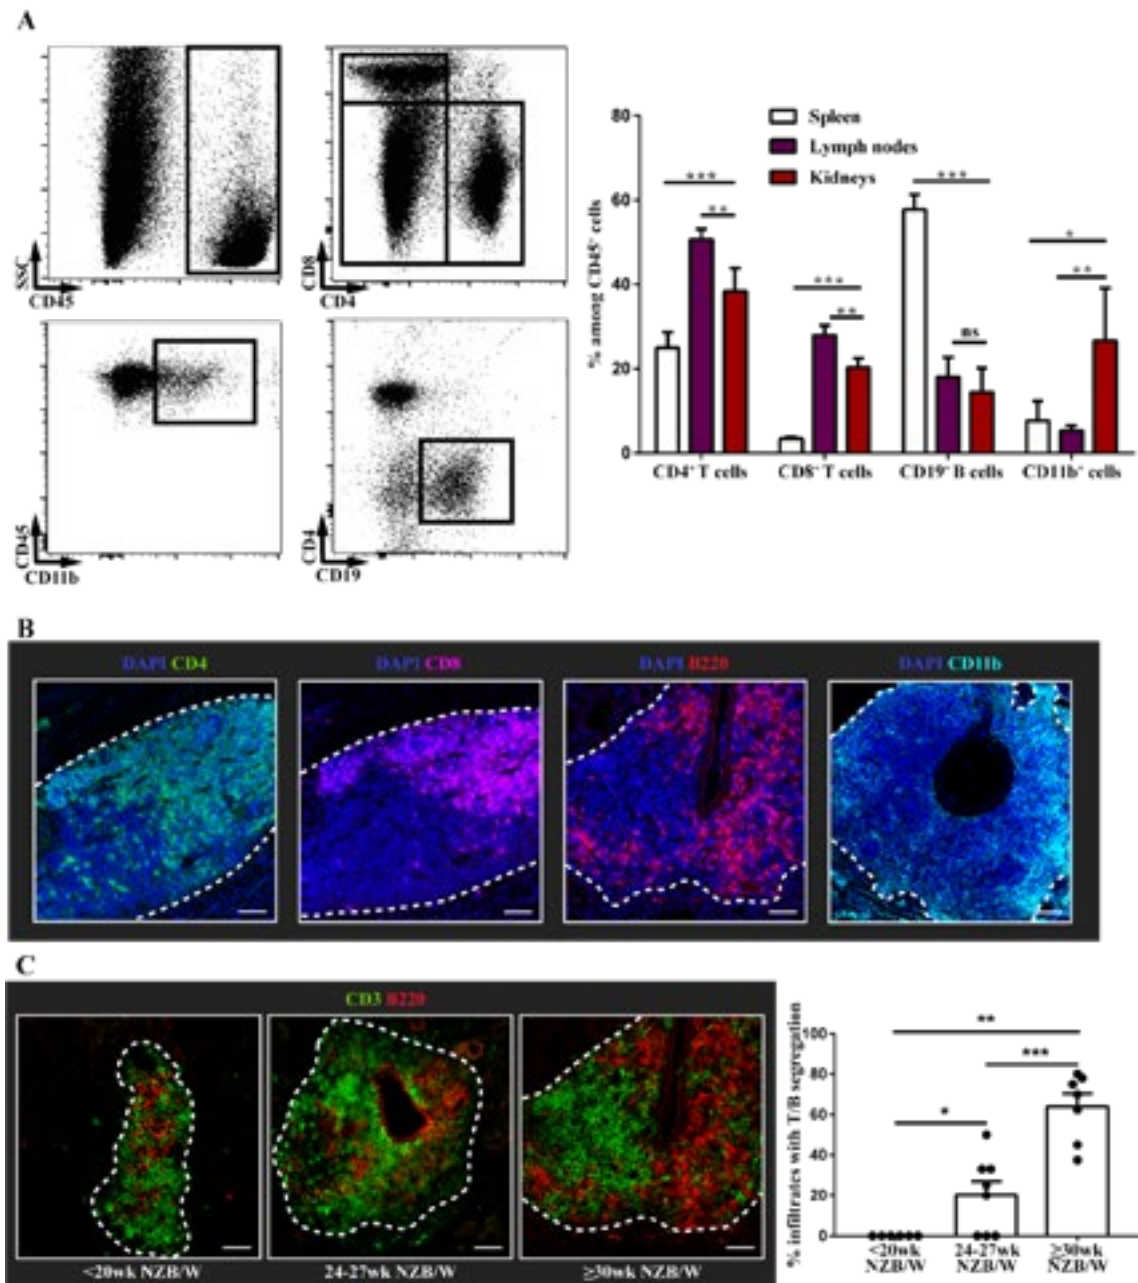 A
SSC
CD45
CD8
CD4
CD45
CD11b
CD4
CD19
% among CD45⁺ cells
80
60
40
20
0
Spleen
Lymph nodes
Kidneys
***
**
***
**
***
ns
*
**
CD4⁺ T cells
CD8⁺ T cells
CD19⁺ B cells
CD11b⁺ cells
B
DAPI CD4
DAPI CD8
DAPI B220
DAPI CD11b
C
CD3 B220
<20wk NZB/W
24-27wk NZB/W
≥30wk NZB/W
% infiltrates with T/B segregation
100
80
60
40
20
0
**
***
*
<20wk NZB/W
24-27wk NZB/W
≥30wk NZB/W